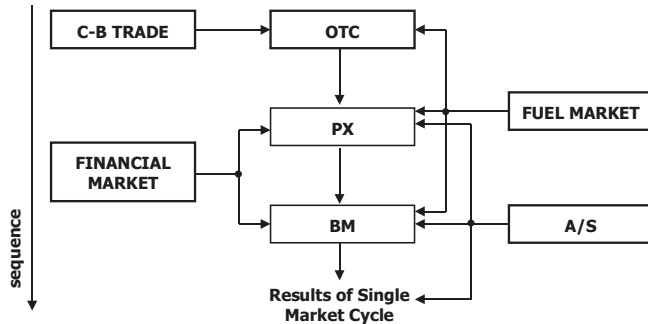 C-B TRADE
OTC
PX
FUEL MARKET
FINANCIAL
MARKET
BM
A/S
sequence
Results of Single
Market Cycle